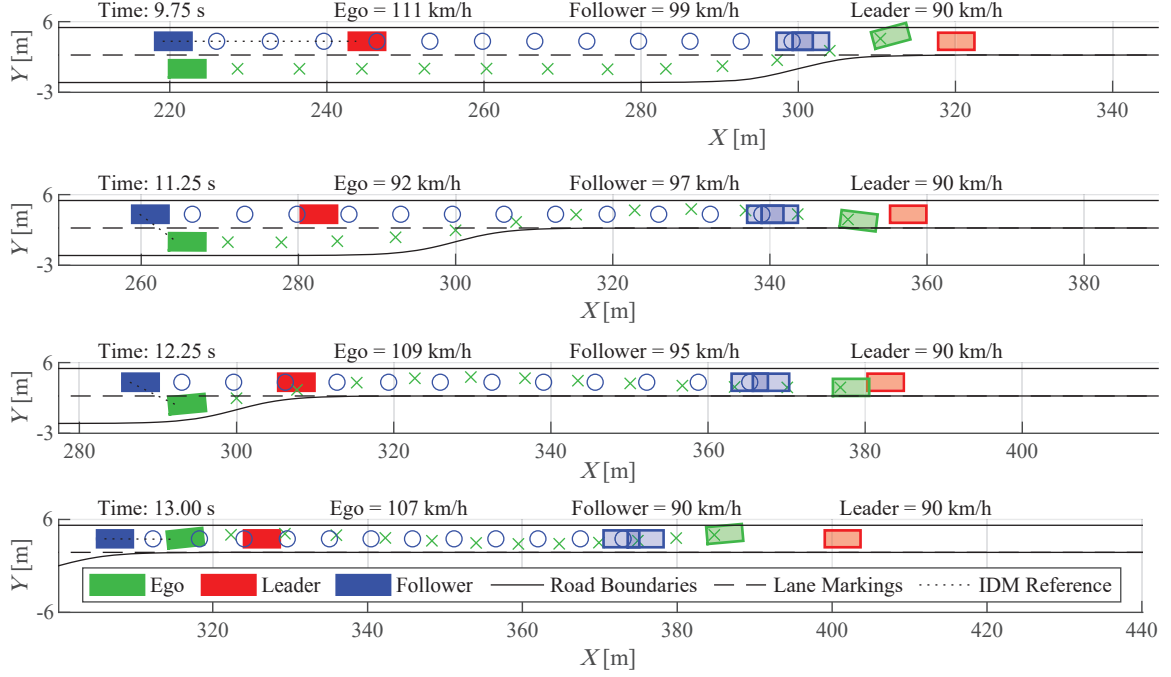 Time: 9.75 s Ego = 111 km/h Follower = 99 km/h Leader = 90 km/h
6
Y [m]
-3
220 240 260 280 300 320 340
X [m]
Time: 11.25 s Ego = 92 km/h Follower = 97 km/h Leader = 90 km/h
6
Y [m]
-3
260 280 300 320 340 360 380
X [m]
Time: 12.25 s Ego = 109 km/h Follower = 95 km/h Leader = 90 km/h
6
Y [m]
-3
280 300 320 340 360 380 400
X [m]
Time: 13.00 s Ego = 107 km/h Follower = 90 km/h Leader = 90 km/h
6
Y [m]
Ego Leader Follower Road Boundaries Lane Markings IDM Reference
-6
320 340 360 380 400 420 440
X [m]